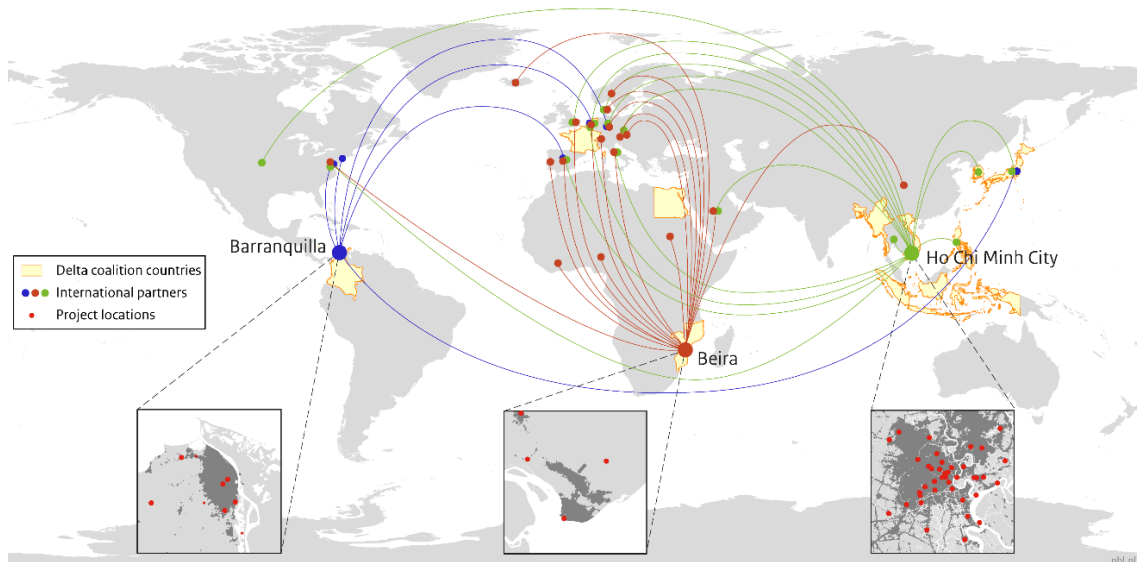 Barranquilla
Ho Chi Minh City
Delta coalition countries
International partners
Project locations
Beira
pbl.nl